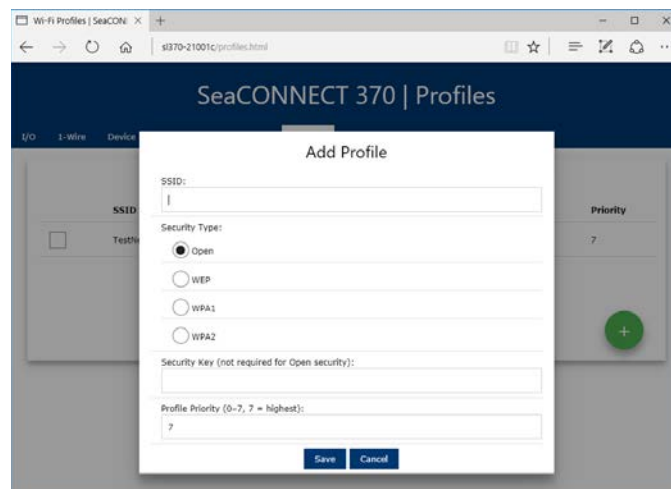 Wi-Fi Profiles | SeaCONN
sl370-21001c/profiles.html
SeaCONNECT 370 | Profiles
I/O 1-Wire Device
Add Profile
SSID:
Security Type:
Open
WEP
WPA1
WPA2
Security Key (not required for Open security):
Profile Priority (0-7, 7 = highest):
7
Save Cancel
SSID Priority
TestNe 7
+